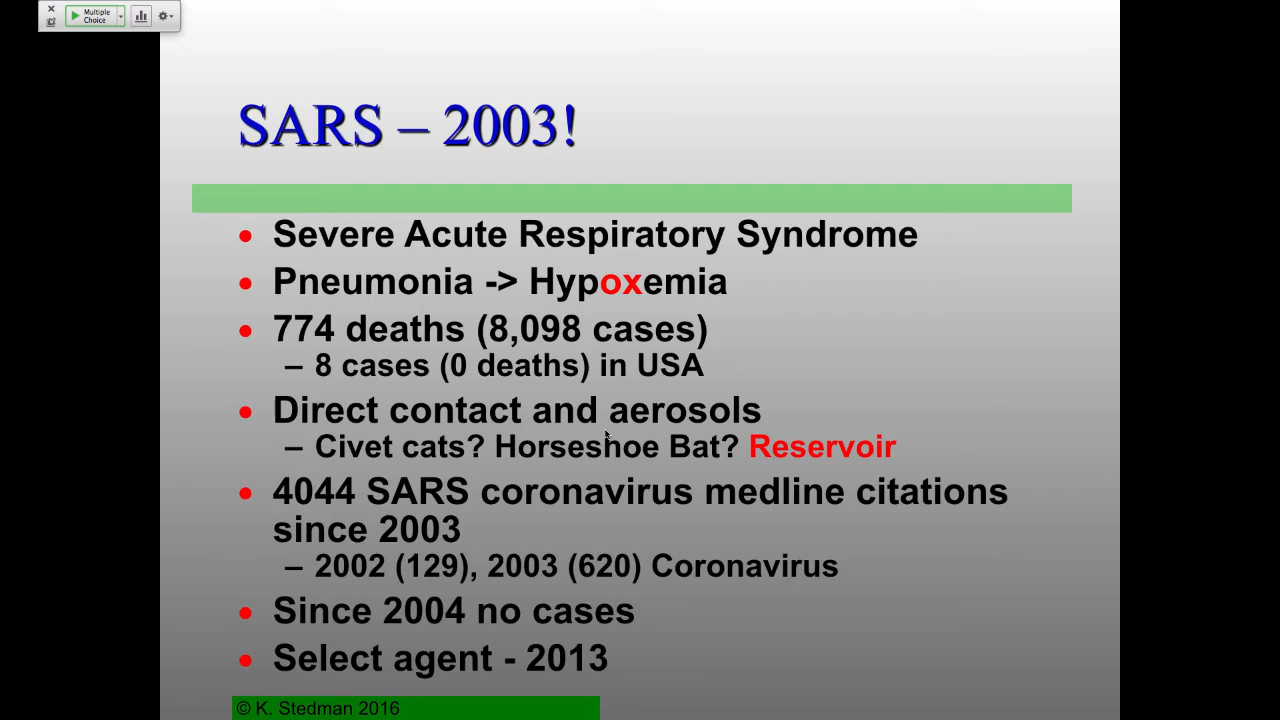 Multiple
Choice
SARS – 2003!
• Severe Acute Respiratory Syndrome
• Pneumonia -> Hypoxemia
• 774 deaths (8,098 cases)
– 8 cases (0 deaths) in USA
• Direct contact and aerosols
– Civet cats? Horseshoe Bat? Reservoir
• 4044 SARS coronavirus medline citations
since 2003
– 2002 (129), 2003 (620) Coronavirus
• Since 2004 no cases
• Select agent - 2013
© K. Stedman 2016